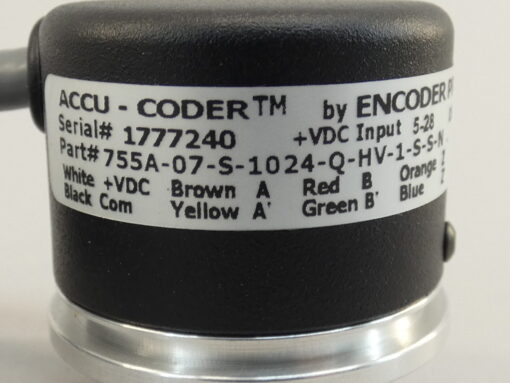 ACCU - CODER™ by ENCODER
Serial# 1777240 +VDC Input 5-28
Part# 755A-07-S-1024-Q-HV-1-S-S-N
White +VDC Brown A Red B Orange Z
Black Com Yellow A' Green B' Blue